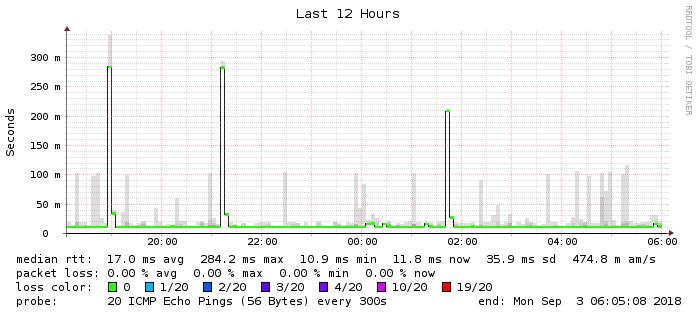 Last 12 Hours
RRDTOOL / TOBI OETIKER
Seconds
300 m
250 m
200 m
150 m
100 m
50 m
0
20:00 22:00 00:00 02:00 04:00 06:00
median rtt: 17.0 ms avg 284.2 ms max 10.9 ms min 11.8 ms now 35.9 ms sd 474.8 m am/s
packet loss: 0.00 % avg 0.00 % max 0.00 % min 0.00 % now
loss color: 0 1/20 2/20 3/20 4/20 10/20 19/20
probe: 20 ICMP Echo Pings (56 Bytes) every 300s end: Mon Sep 3 06:05:08 2018